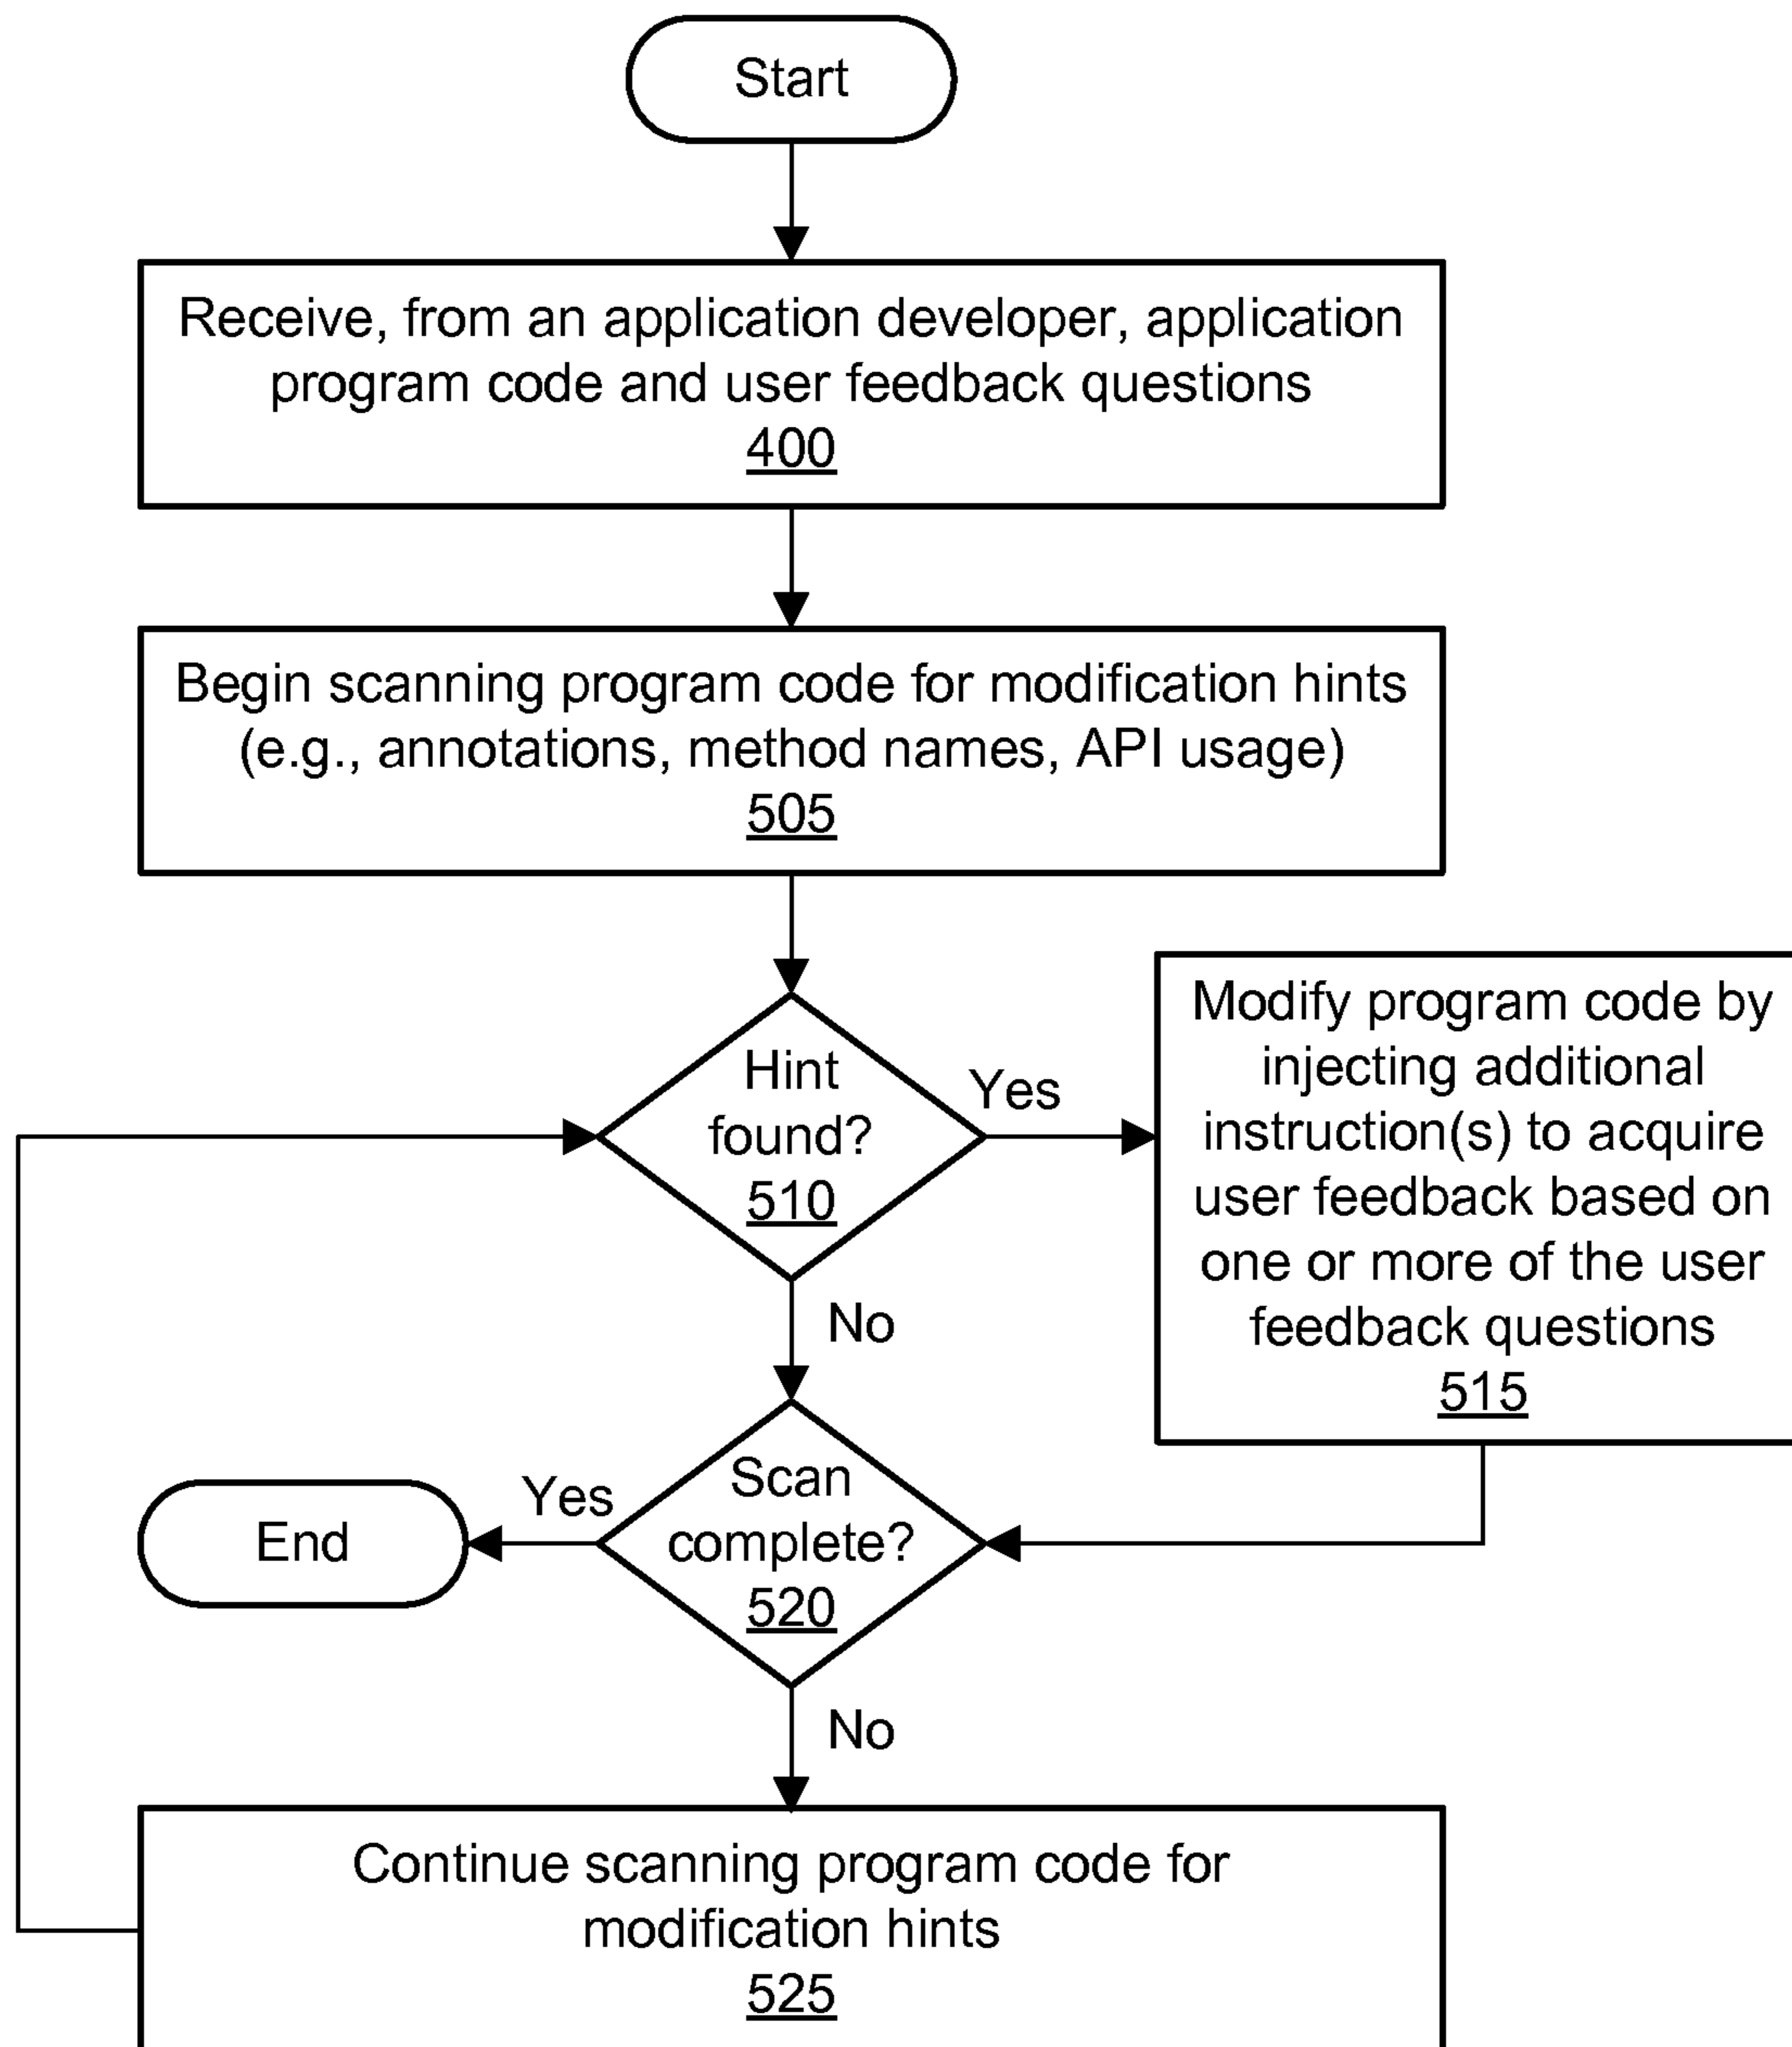 Start
Receive, from an application developer, application
program code and user feedback questions
400
Begin scanning program code for modification hints
(e.g., annotations, method names, API usage)
505
Hint
found?
510
Yes
Modify program code by
injecting additional
instruction(s) to acquire
user feedback based on
one or more of the user
feedback questions
515
No
Scan
complete?
520
Yes
End
No
Continue scanning program code for
modification hints
525